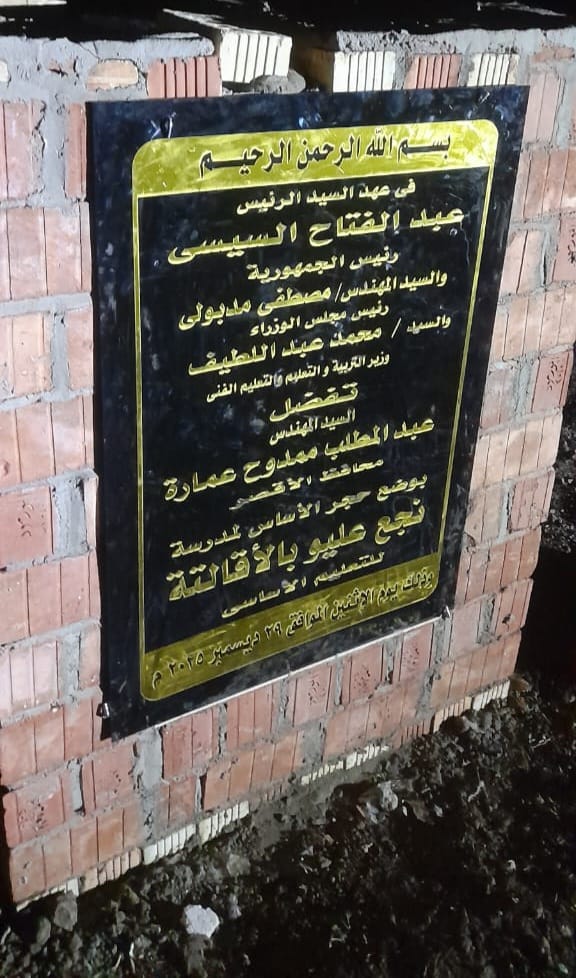 بسم الله الرحمن الرحيم
فى عهد السيد الرئيس
عبد الفتاح السيسى
رئيس الجمهورية
والسيد المهندس/ مصطفى مدبولى
رئيس مجلس الوزراء
والسيد / محمد عبد اللطيف
وزير التربية والتعليم والتعليم الفنى
تفضل
السيد المهندس
عبد المطلب ممدوح عمارة
محافظ الأقصر
بوضع حجر الأساس لمدرسة
نجع عليو بالأقالتة
للتعليم الأساسى
وذلك يوم الإثنين الموافق ٢٩ ديسمبر ٢٠٢٥ م